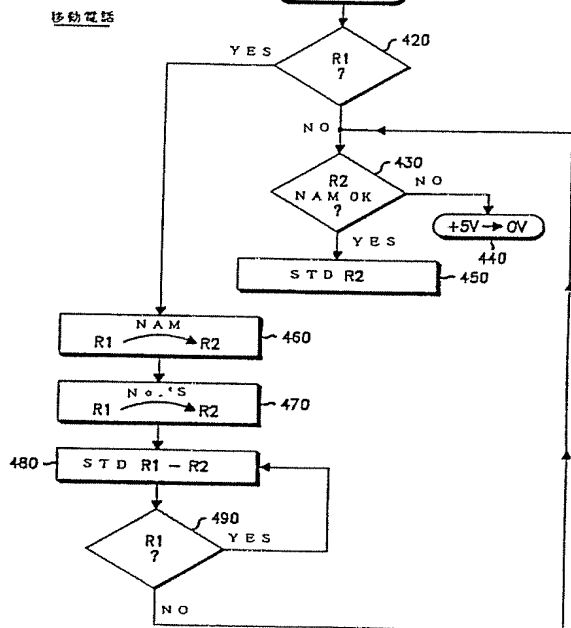 移動電話
420
YES
R1
?
NO
430
R2
NAM OK
?
NO
YES
+5V → 0V
440
STD R2
450
NAM
R1 → R2
460
No.'S
R1 → R2
470
480
STD R1 - R2
490
R1
?
YES
NO